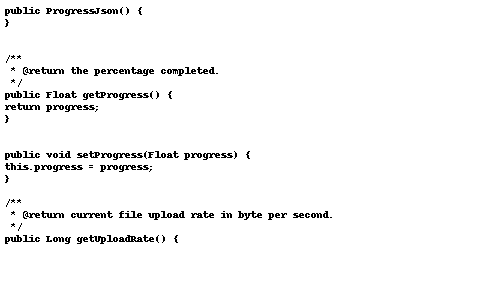 public ProgressJson() {
}
/**
 * @return the percentage completed.
 */
public Float getProgress() {
return progress;
}
public void setProgress(Float progress) {
this.progress = progress;
}
/**
 * @return current file upload rate in byte per second.
 */
public Long getUploadRate() {